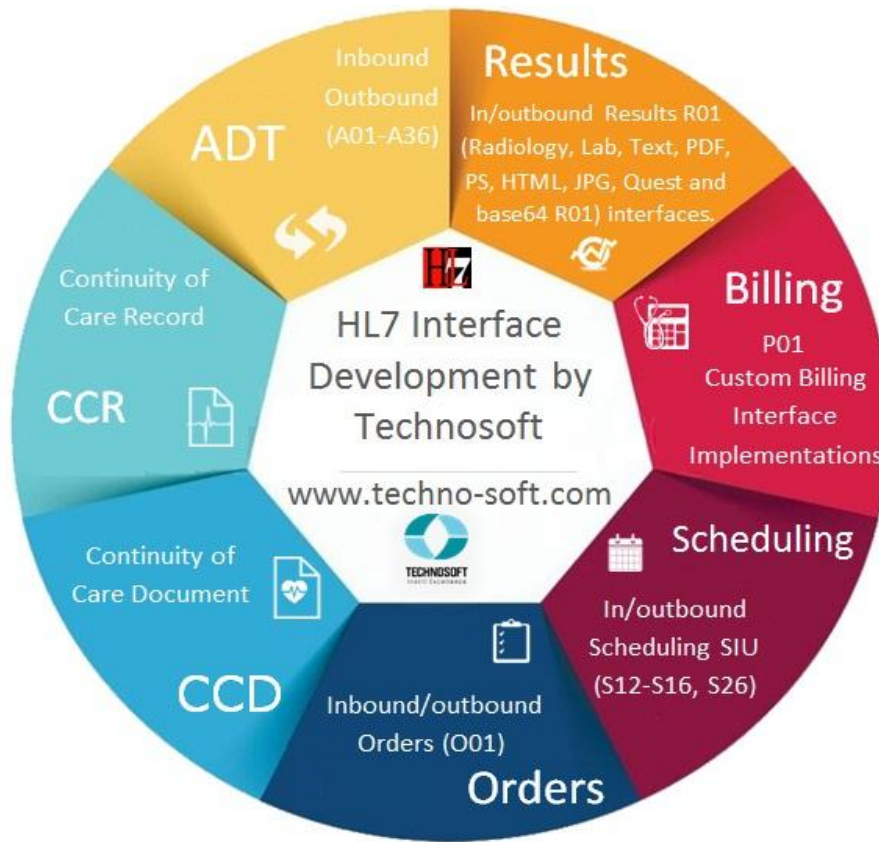 Inbound
Outbound
(A01-A36)
ADT
Results
In/outbound Results R01
(Radiology, Lab, Text, PDF,
PS, HTML, JPG, Quest and
base64 R01) interfaces.
Billing
P01
Custom Billing
Interface
Implementations
Scheduling
In/outbound
Scheduling SIU
(S12-S16, S26)
Inbound/outbound
Orders (O01)
Orders
Continuity of
Care Document
CCD
Continuity of
Care Record
CCR
HL7
HL7 Interface
Development by
Technosoft
www.techno-soft.com
TECHNOSOFT